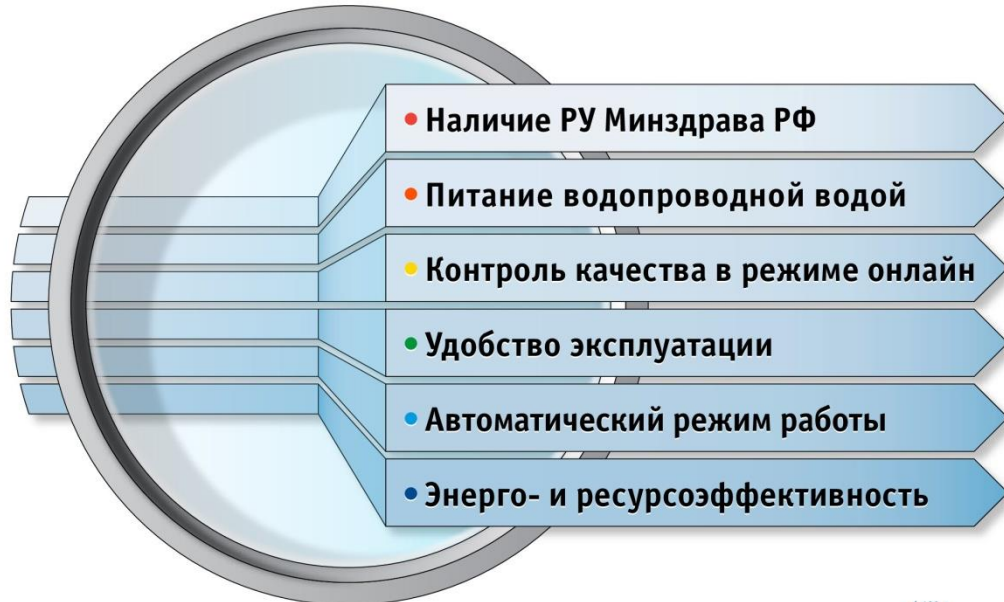 • Наличие РУ Минздрава РФ
• Питание водопроводной водой
• Контроль качества в режиме онлайн
• Удобство эксплуатации
• Автоматический режим работы
• Энерго- и ресурсоэффективность